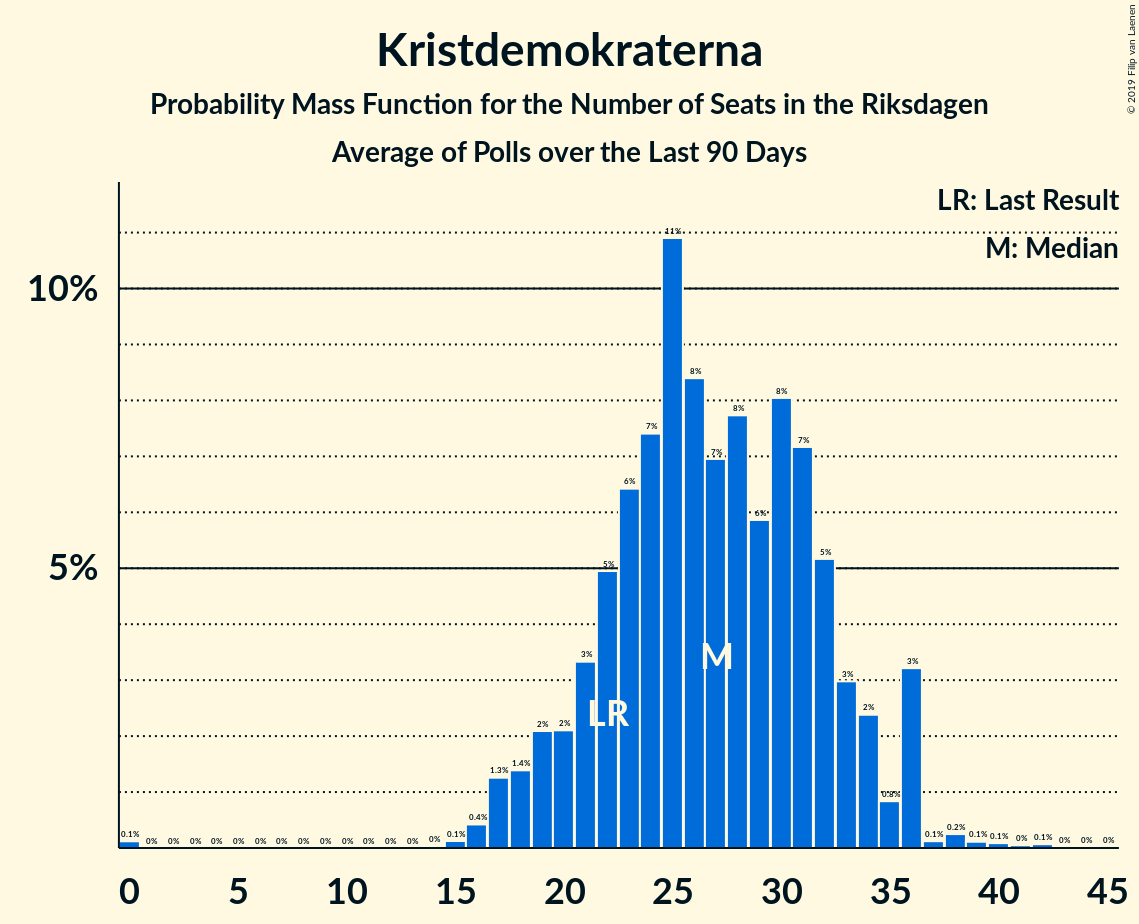 Kristdemokraterna
Probability Mass Function for the Number of Seats in the Riksdagen
Average of Polls over the Last 90 Days
© 2019 Filip van Laenen
LR: Last Result
M: Median
10%
5%
0.1% 0% 0% 0% 0% 0% 0% 0% 0% 0% 0% 0% 0% 0% 0% 0.1% 0.4% 1.3% 1.4% 2% 2% 3% 5% 6% 7% 11% 8% 7% 8% 6% 8% 7% 5% 3% 2% 0.8% 3% 0.1% 0.2% 0.1% 0.1% 0% 0.1% 0% 0% 0%
M
LR
0 5 10 15 20 25 30 35 40 45